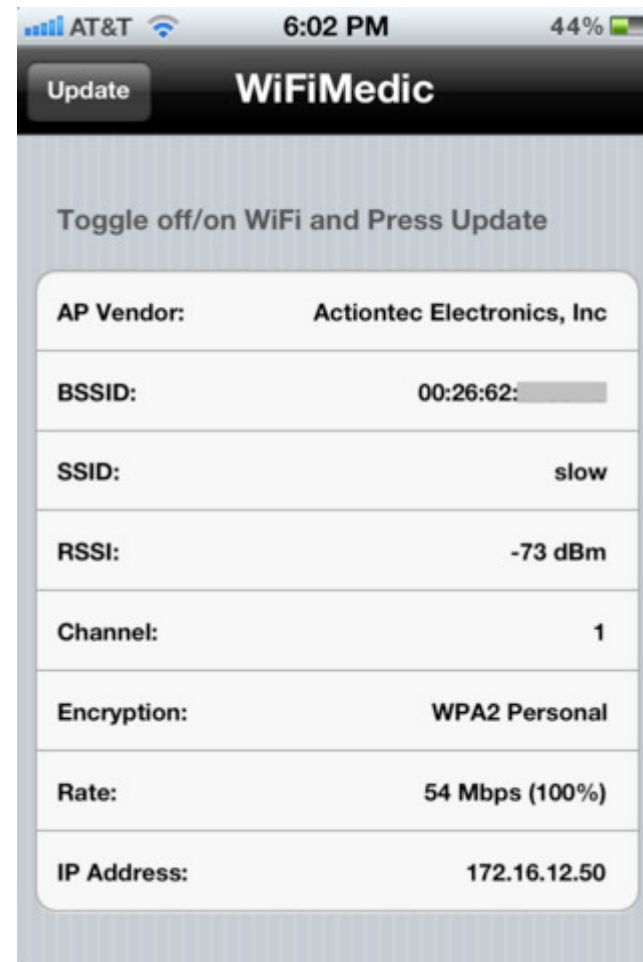 AT&T 6:02 PM 44%
Update WiFiMedic
Toggle off/on WiFi and Press Update
AP Vendor: Actiontec Electronics, Inc
BSSID: 00:26:62:
SSID: slow
RSSI: -73 dBm
Channel: 1
Encryption: WPA2 Personal
Rate: 54 Mbps (100%)
IP Address: 172.16.12.50